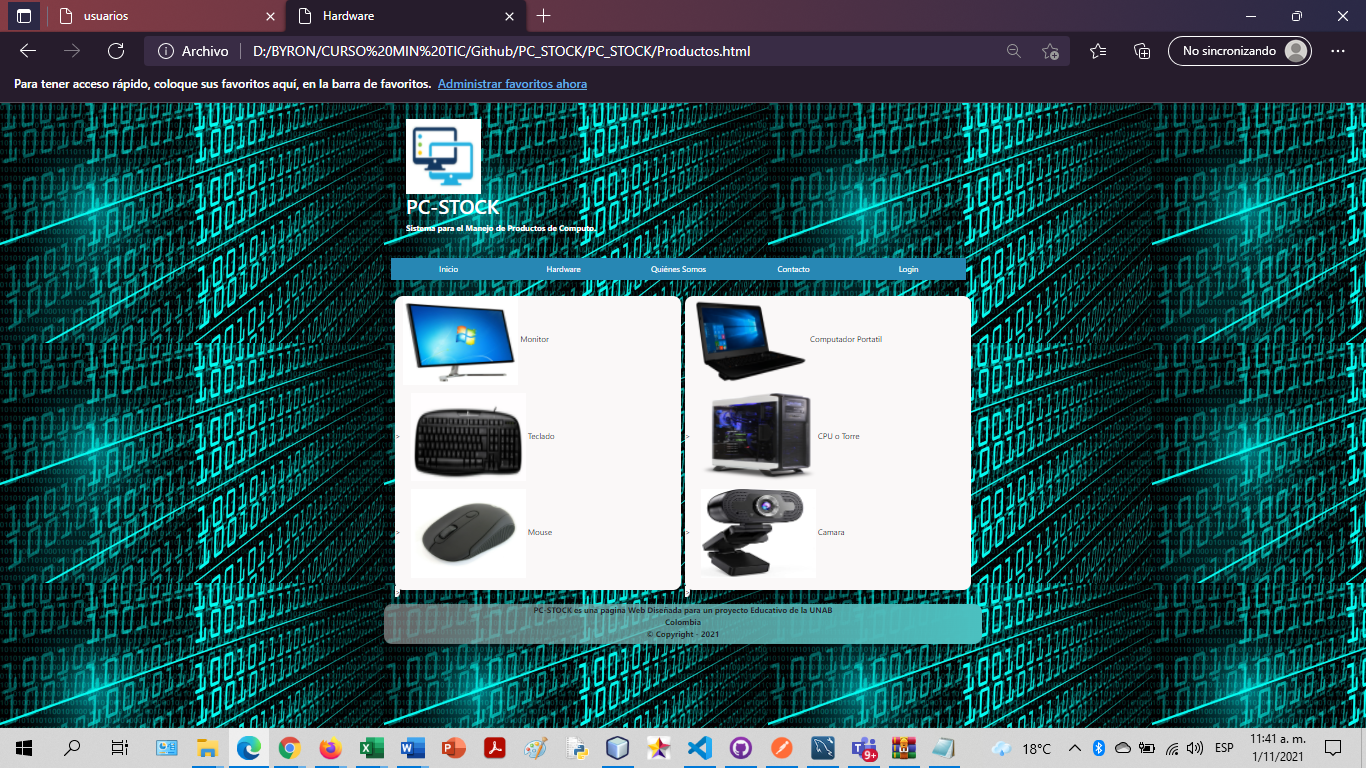 usuarios
Hardware
Archivo
D:/BYRON/CURSO%20MIN%20TIC/Github/PC_STOCK/PC_STOCK/Productos.html
No sincronizando
Para tener acceso rápido, coloque sus favoritos aquí, en la barra de favoritos. Administrar favoritos ahora
PC-STOCK
Sistema para el Manejo de Productos de Computo.
Inicio Hardware Quiénes Somos Contacto Login
Monitor
Computador Portatil
> Teclado
> CPU o Torre
> Mouse
> Camara
PC-STOCK es una pagina Web Diseñada para un proyecto Educativo de la UNAB
Colombia
© Copyright - 2021
9+
18°C
ESP
11:41 a. m.
1/11/2021